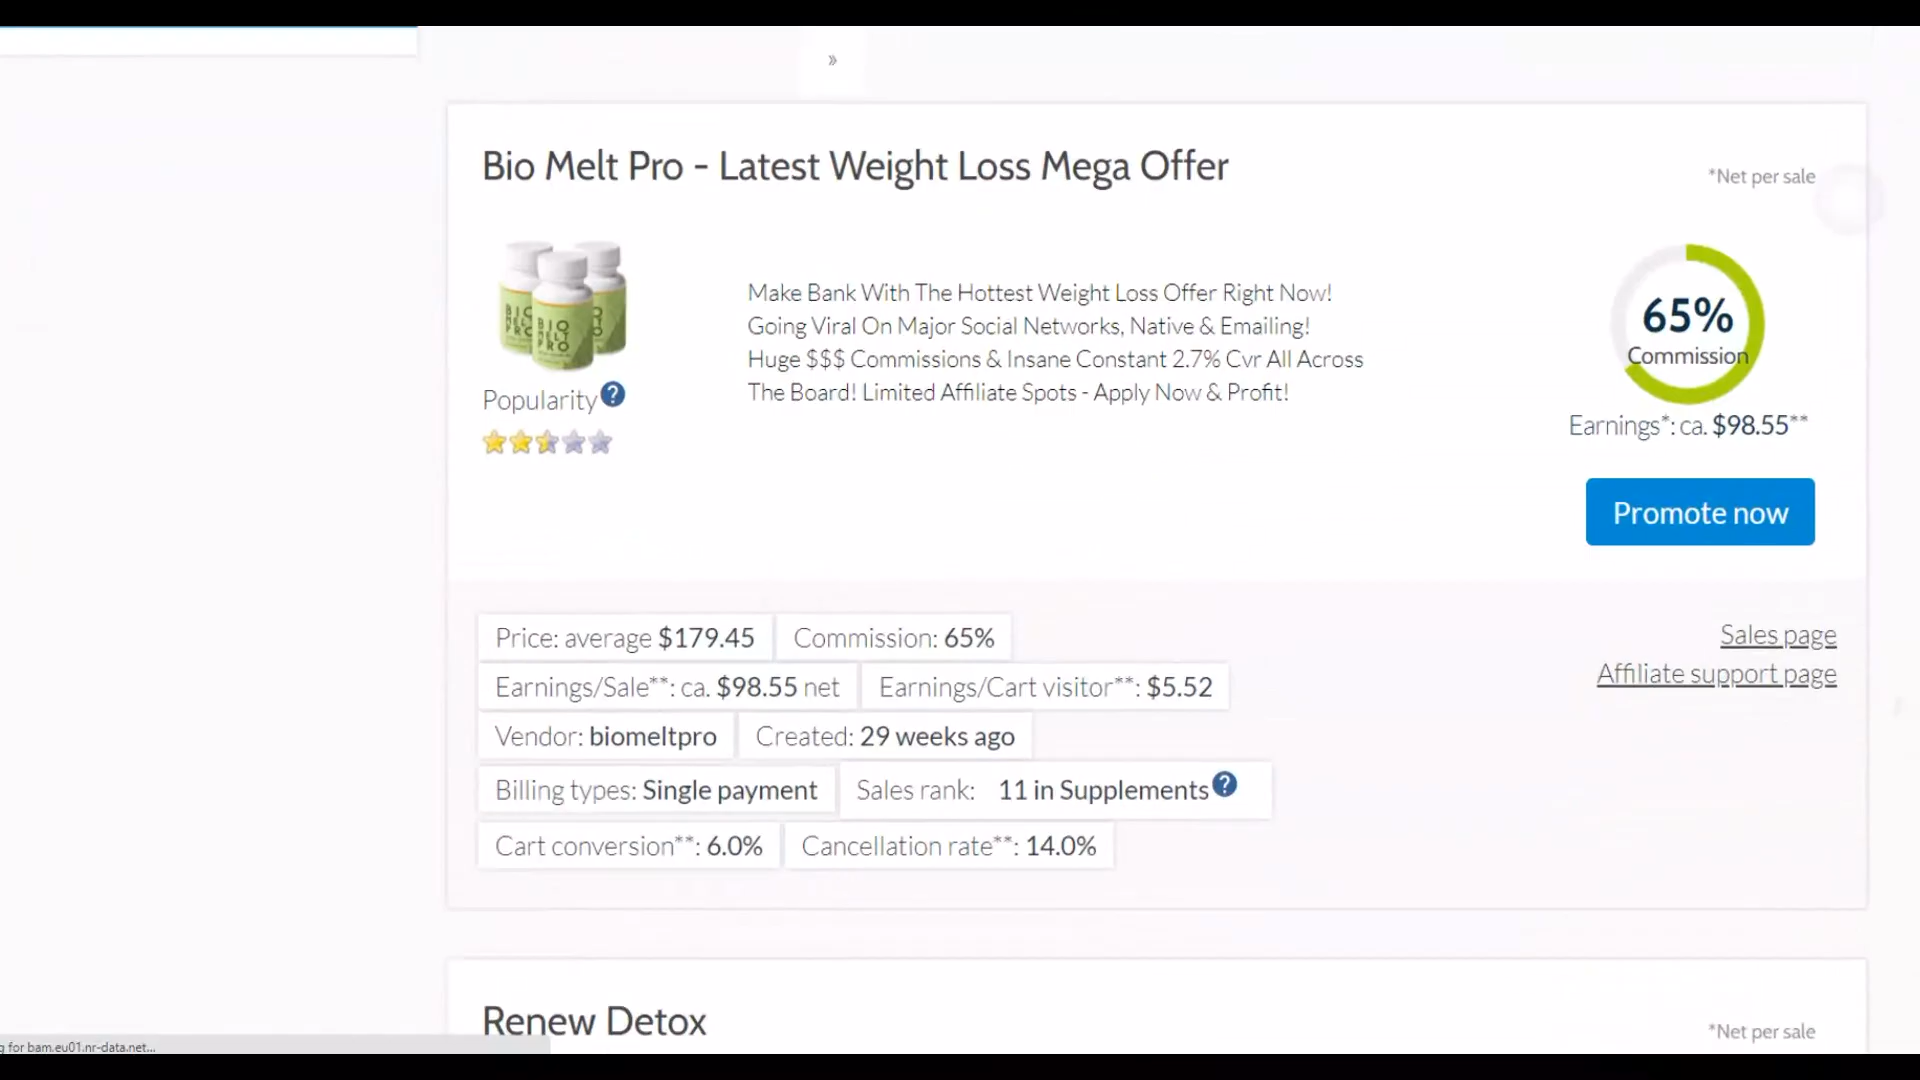 »
Bio Melt Pro - Latest Weight Loss Mega Offer
*Net per sale
BIO MELT PRO
Make Bank With The Hottest Weight Loss Offer Right Now!
Going Viral On Major Social Networks, Native & Emailing!
Huge $$$ Commissions & Insane Constant 2.7% Cvr All Across
The Board! Limited Affiliate Spots - Apply Now & Profit!
65%
Commission
Popularity ?
Earnings*: ca. $98.55**
Promote now
Price: average $179.45 Commission: 65%
Sales page
Earnings/Sale**: ca. $98.55 net Earnings/Cart visitor**: $5.52
Affiliate support page
Vendor: biomeltpro Created: 29 weeks ago
Billing types: Single payment Sales rank: 11 in Supplements ?
Cart conversion**: 6.0% Cancellation rate**: 14.0%
Renew Detox
*Net per sale
g for bam.eu01.nr-data.net...